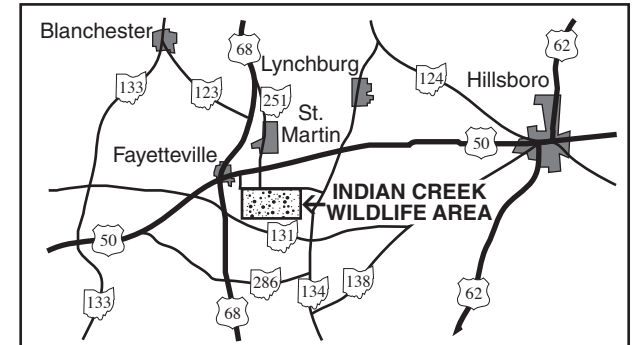 Blanchester
68
62
Lynchburg
133
123
251
124
Hillsboro
St.
Martin
50
Fayetteville
INDIAN CREEK
WILDLIFE AREA
50
131
286
134
138
133
68
62